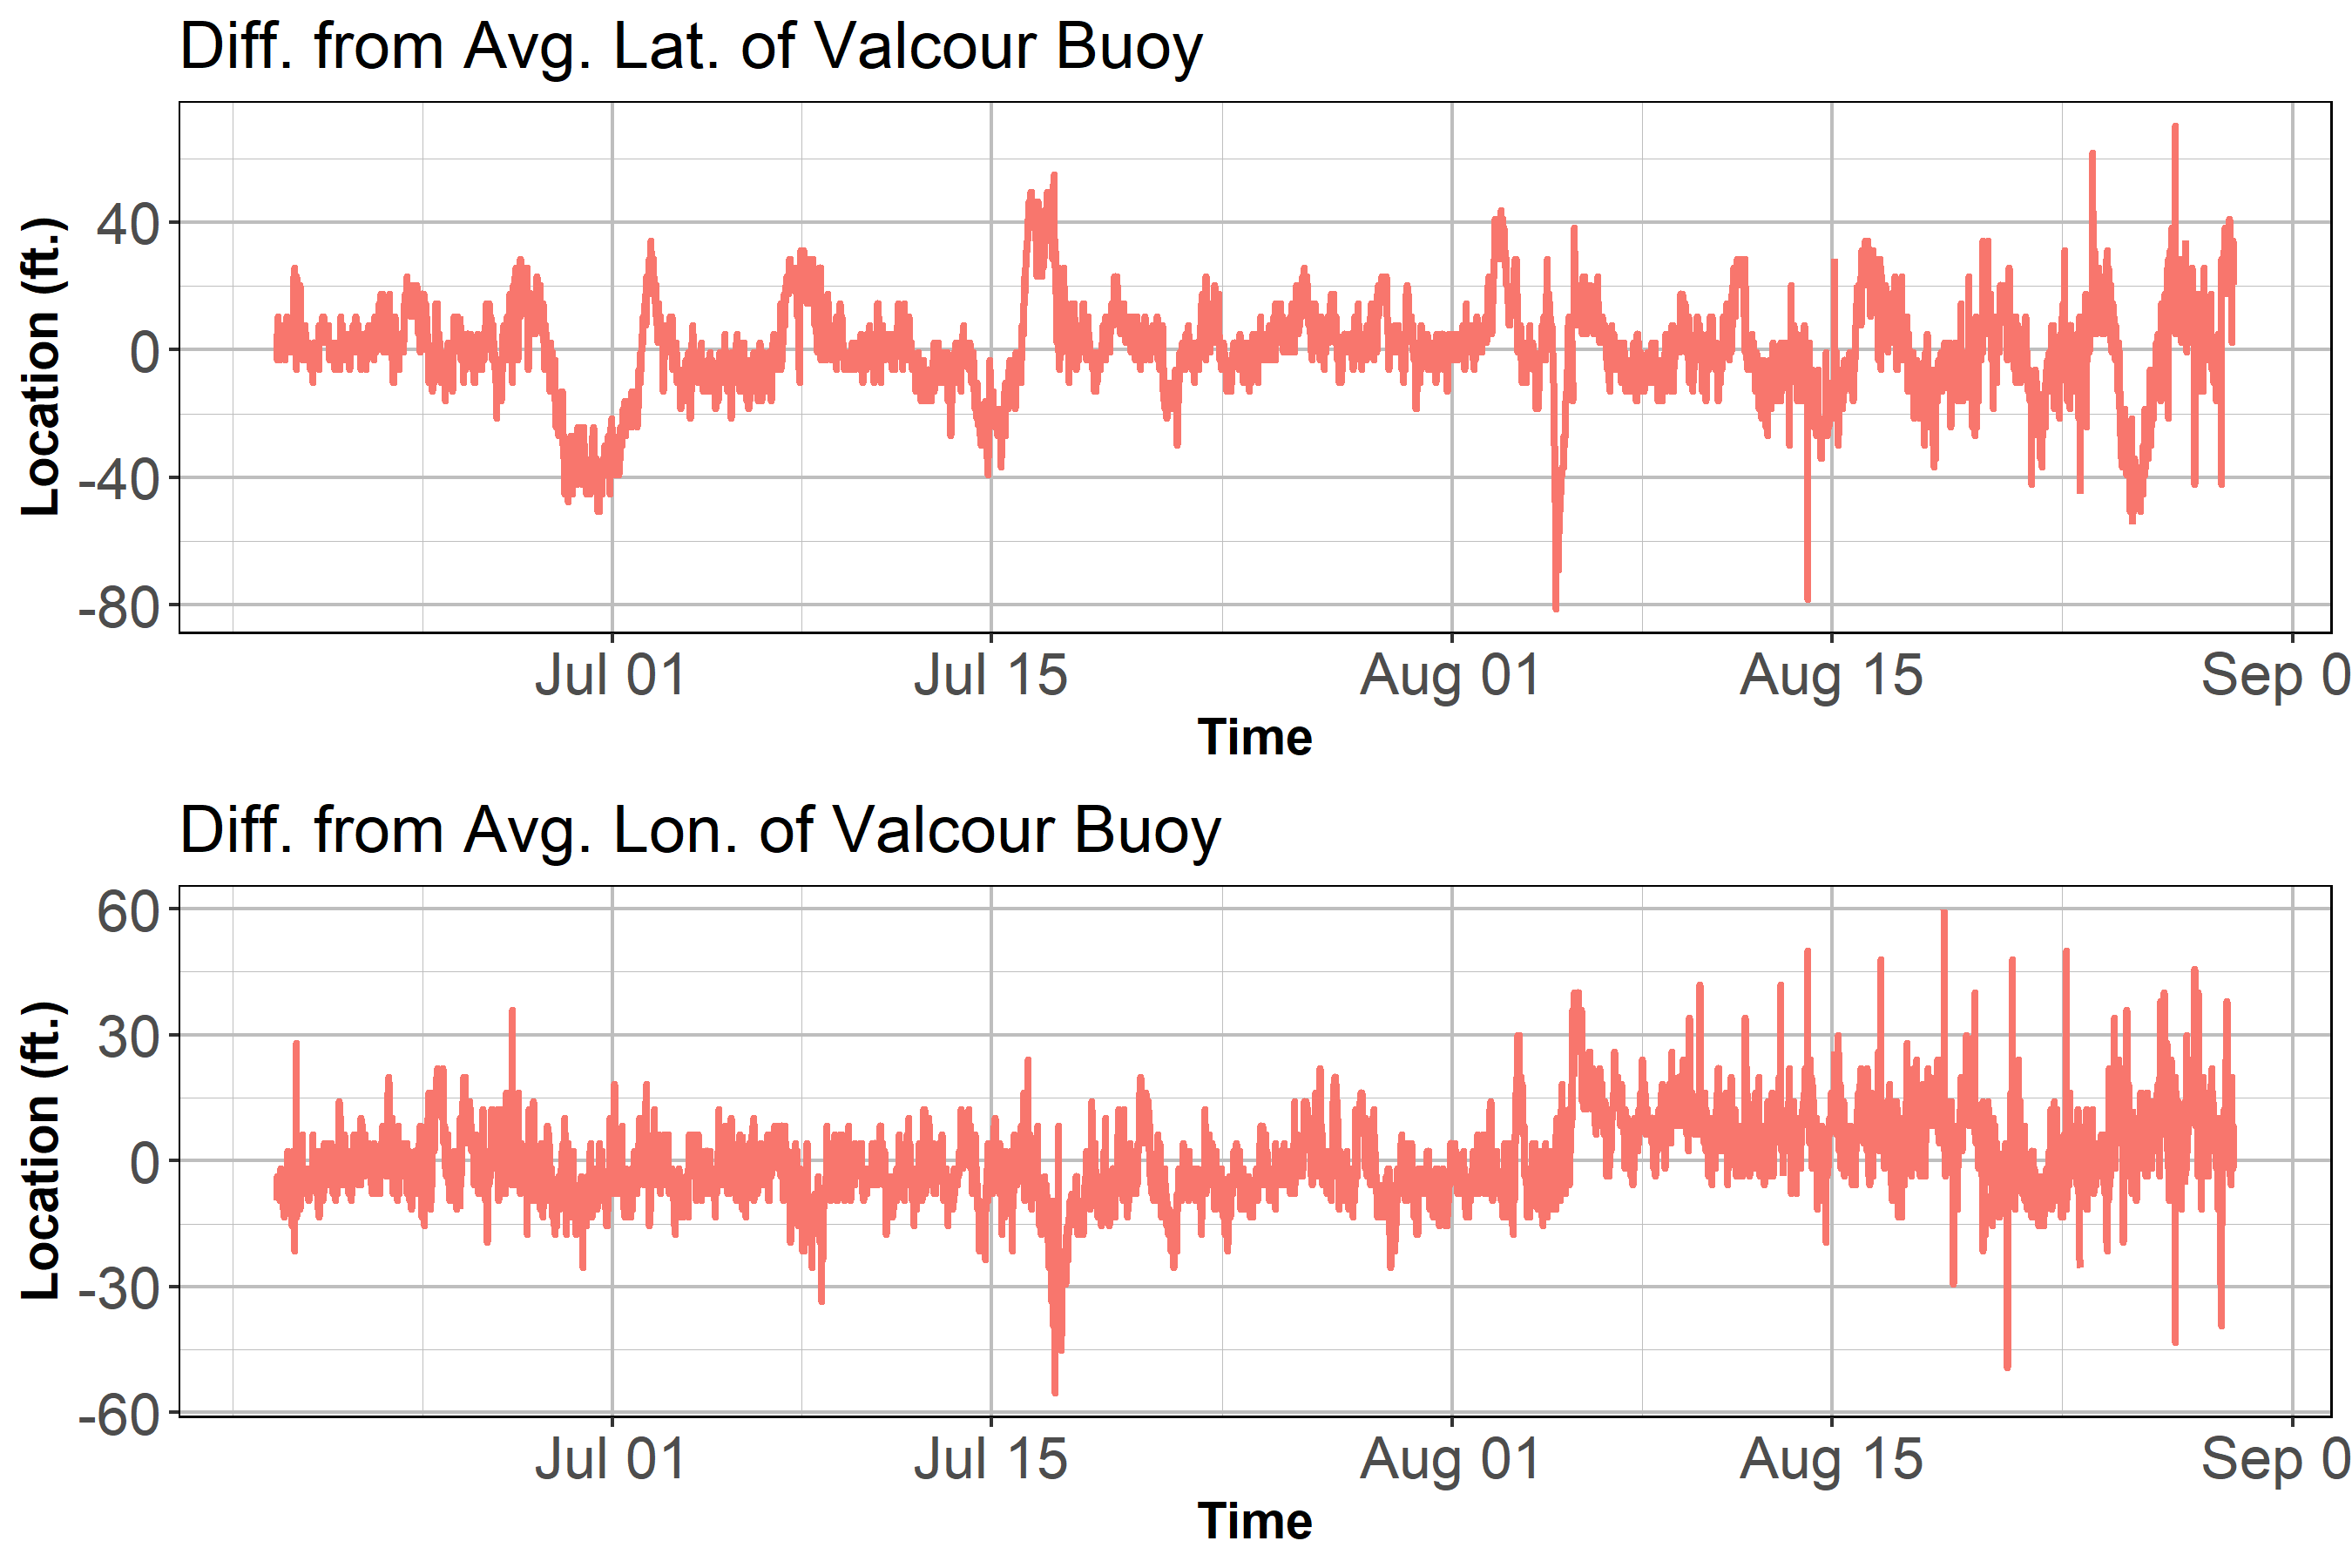 Diff. from Avg. Lat. of Valcour Buoy
Location (ft.)
40
0
-40
-80
Jul 01 Jul 15 Aug 01 Aug 15 Sep 0
Time
Diff. from Avg. Lon. of Valcour Buoy
Location (ft.)
60
30
0
-30
-60
Jul 01 Jul 15 Aug 01 Aug 15 Sep 0
Time